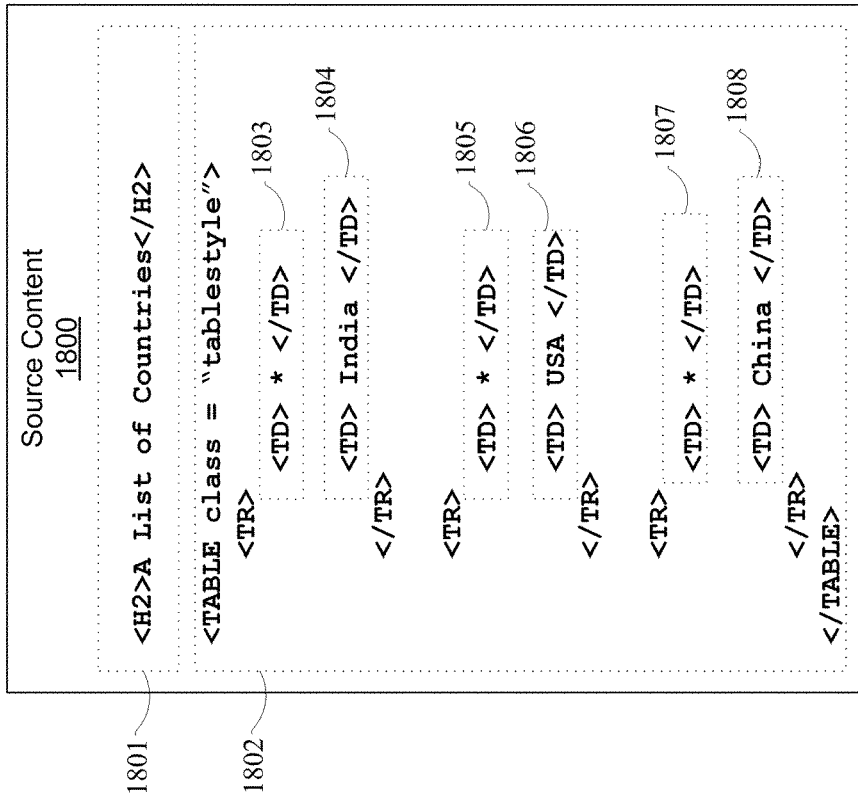 Source Content
1800
1801
<H2>A List of Countries</H2>
1802
<TABLE class = “tablestyle”>
<TR>
<TD> * </TD>
1803
<TD> India </TD>
1804
</TR>
<TR>
<TD> * </TD>
1805
<TD> USA </TD>
1806
</TR>
<TR>
<TD> * </TD>
1807
<TD> China </TD>
1808
</TR>
</TABLE>